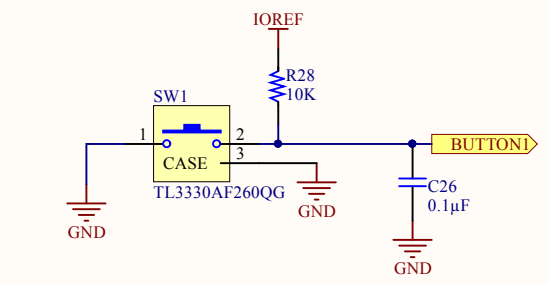 IOREF
R28
10K
SW1
1
2
3
CASE
BUTTON1
TL3330AF260QG
GND
GND
C26
0.1µF
GND